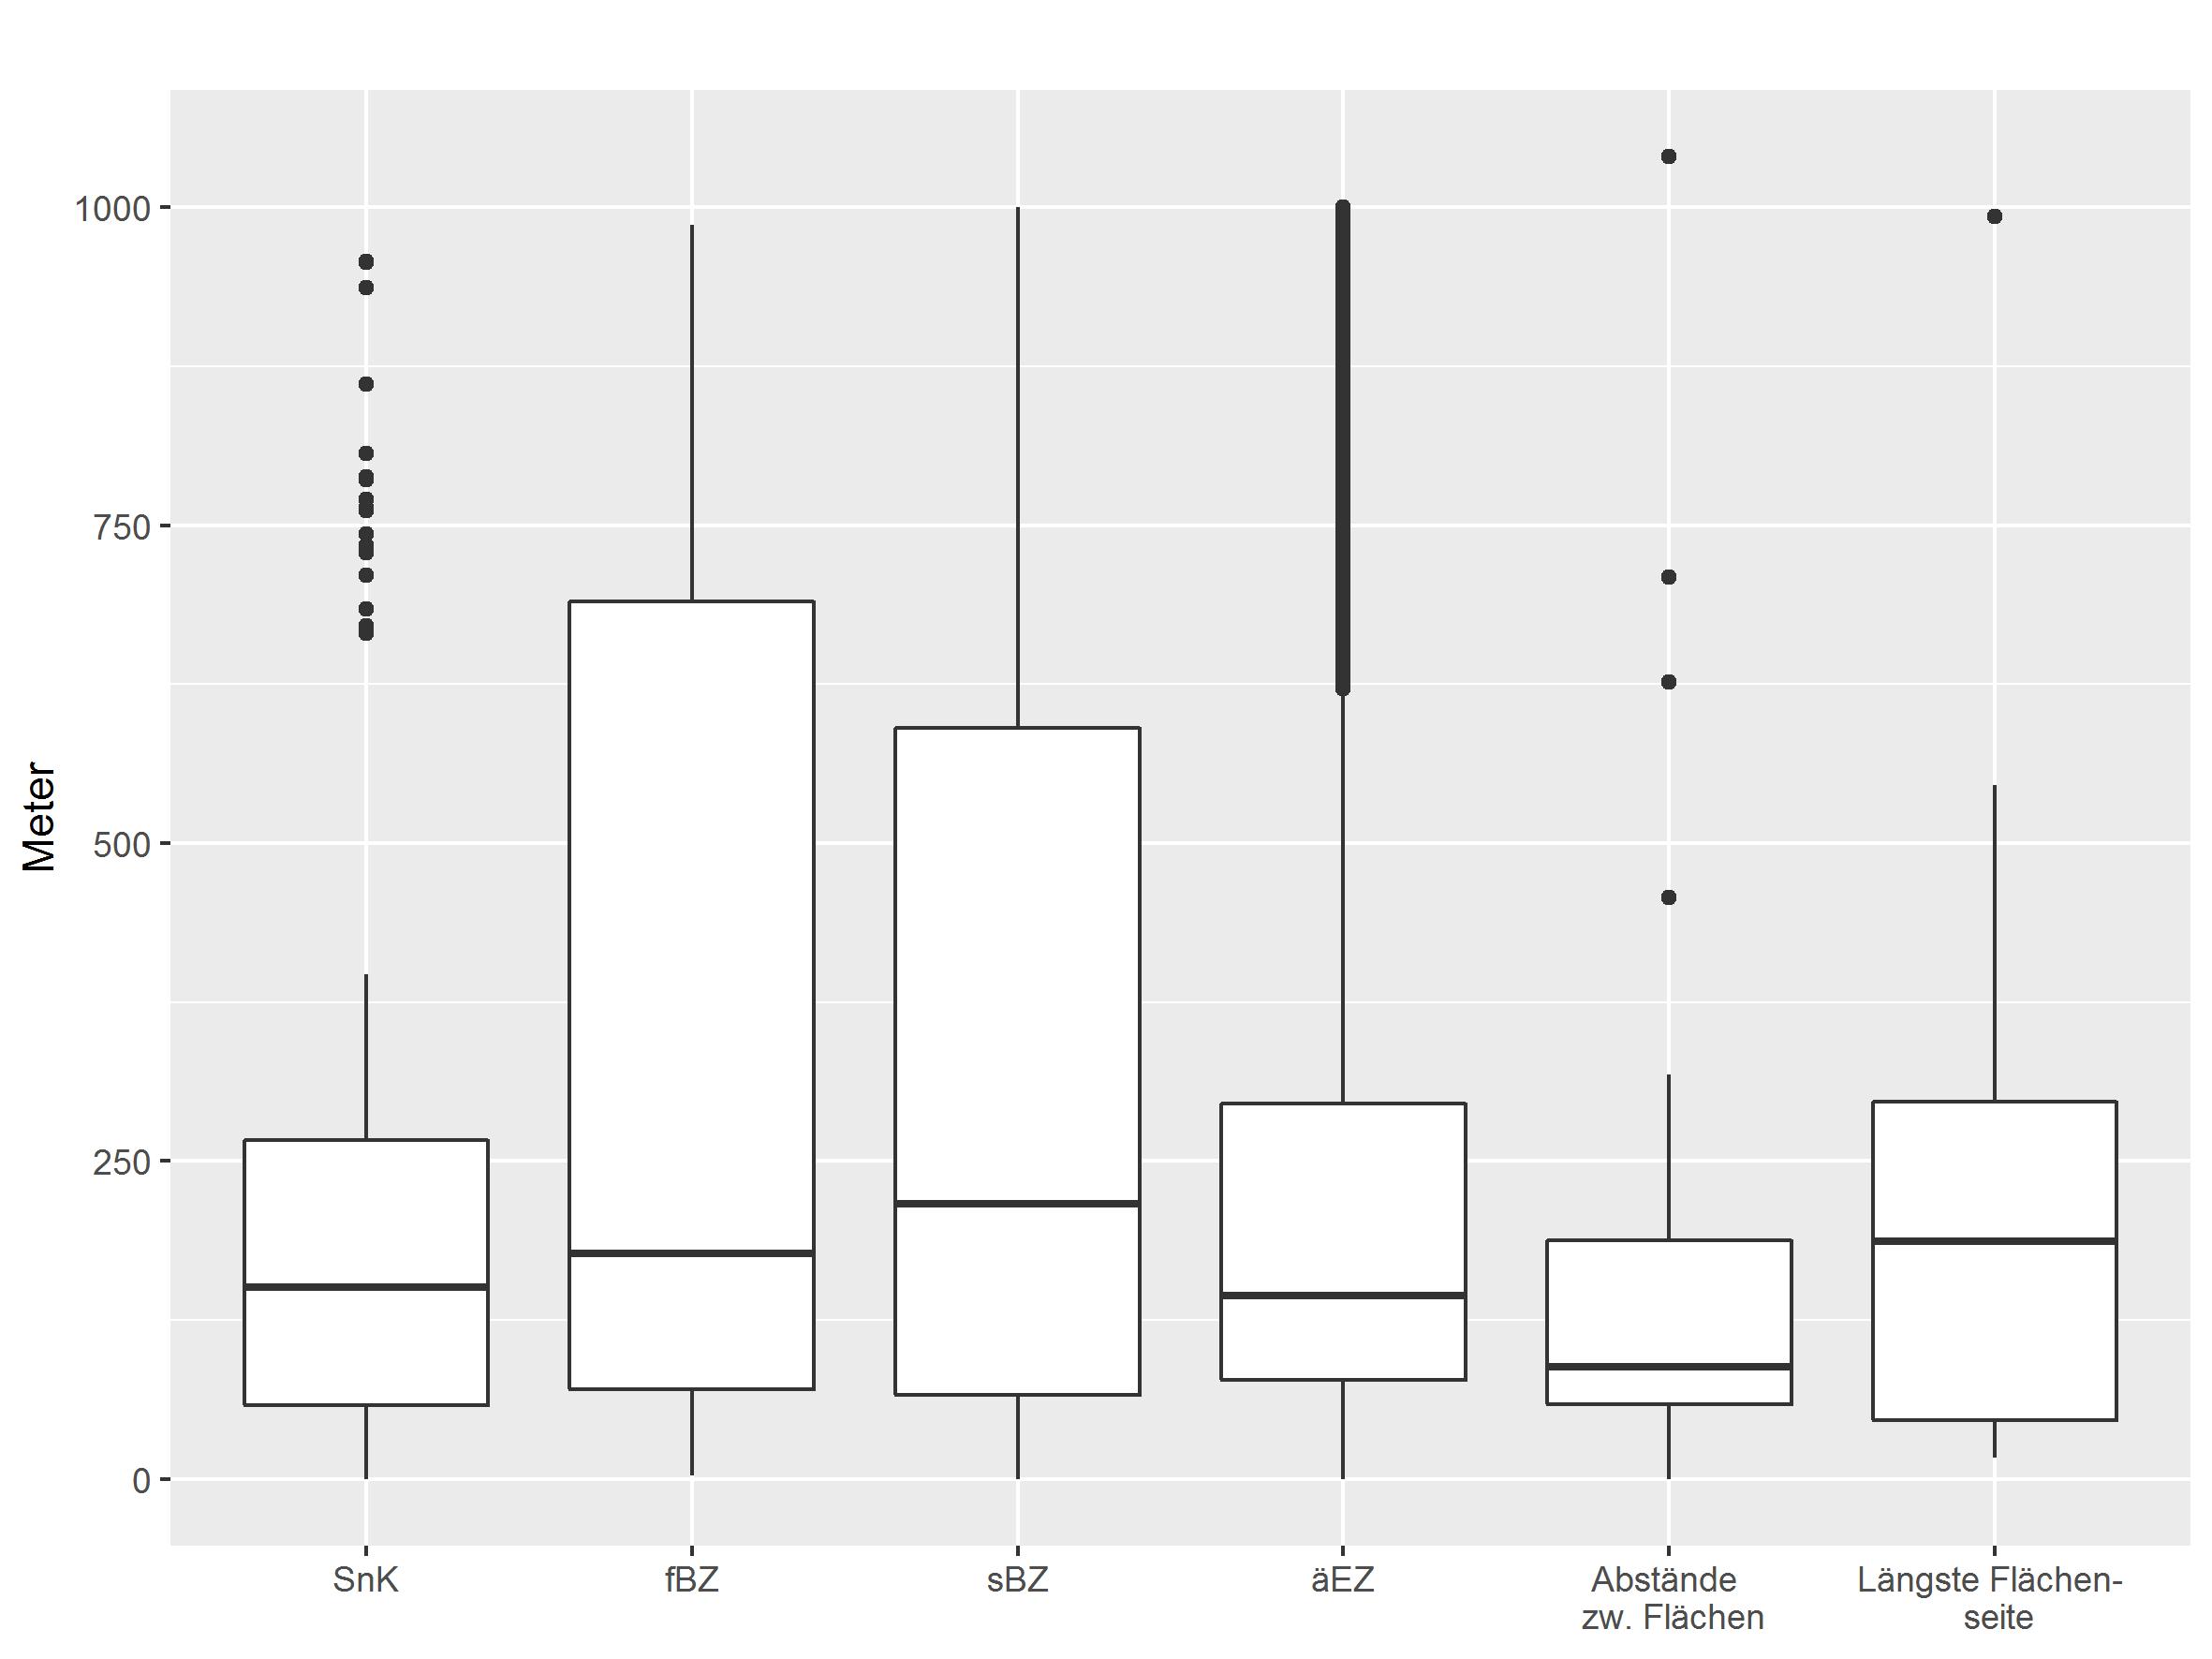 Meter
1000
750
500
250
0
SnK
fBZ
sBZ
äEZ
Abstände
zw. Flächen
Längste Flächen-
seite